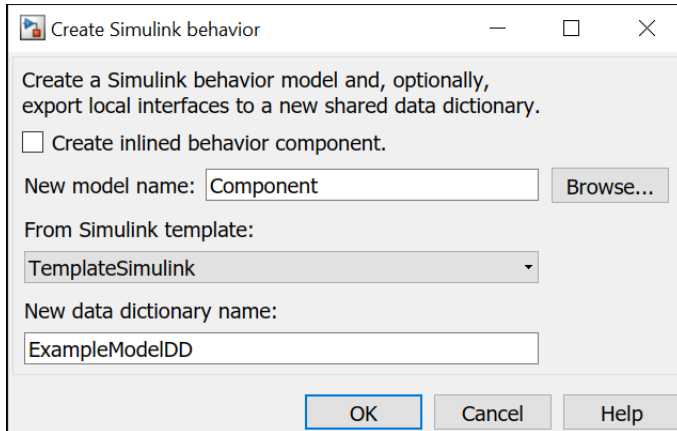 Create Simulink behavior
Create a Simulink behavior model and, optionally,
export local interfaces to a new shared data dictionary.
Create inlined behavior component.
New model name: Component Browse...
From Simulink template:
TemplateSimulink
New data dictionary name:
ExampleModelDD
OK Cancel Help